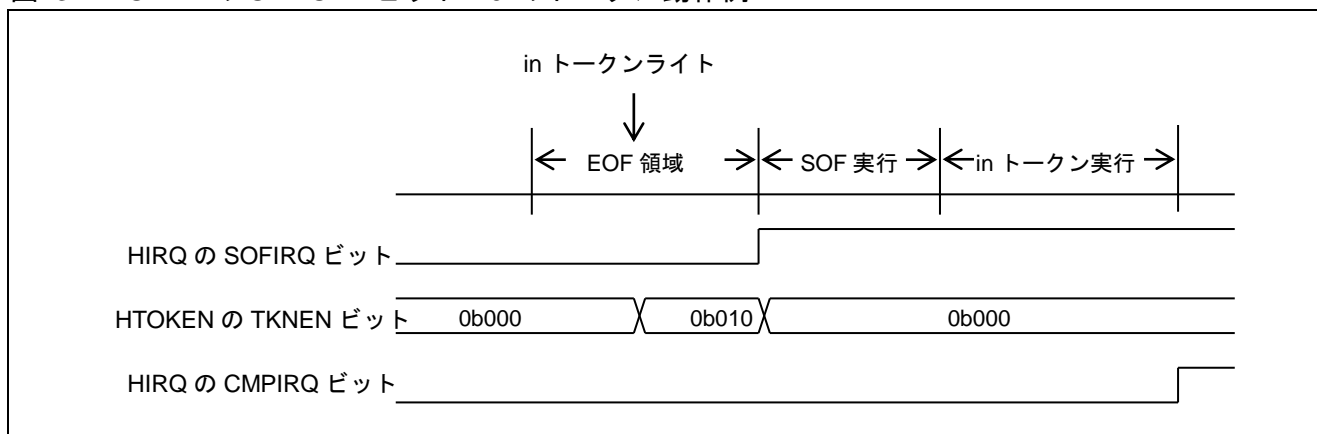 in トークンライト
EOF 領域
SOF 実行
in トークン実行
HIRQ の SOFIRQ ビット
HTOKEN の TKNEN ビット
0b000
0b010
0b000
HIRQ の CMPIRQ ビット